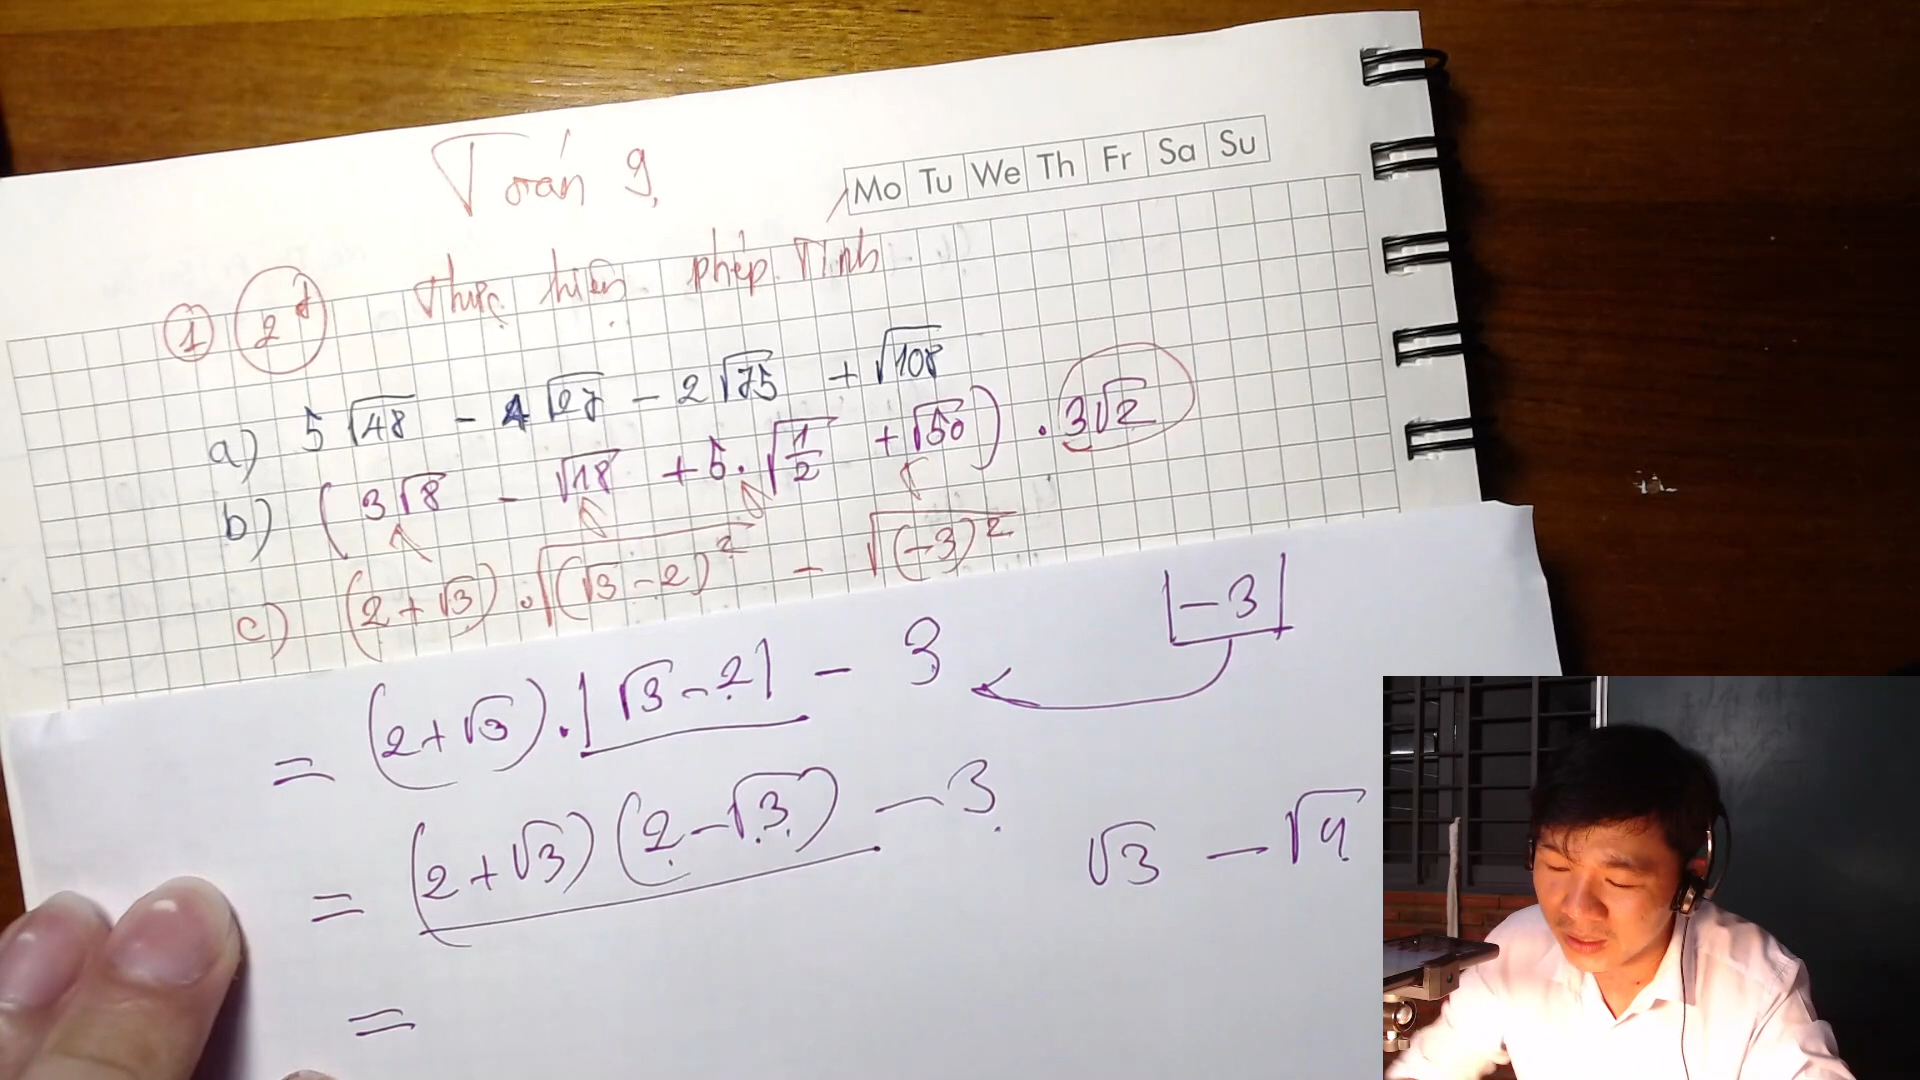 Toán 9.
Mo Tu We Th Fr Sa Su
① 2đ Thực hiện phép tính
a) 5√48 - 4√27 - 2√75 + √108
b) (3√8 - √18 + 5.√(1/2) + √50) . 3√2
c) (2+√3).√((√3-2)²) - √((-3)²)
|-3|
= (2+√3).|√3-2| - 3
= (2+√3)(2-√3) - 3
√3 - √4
=